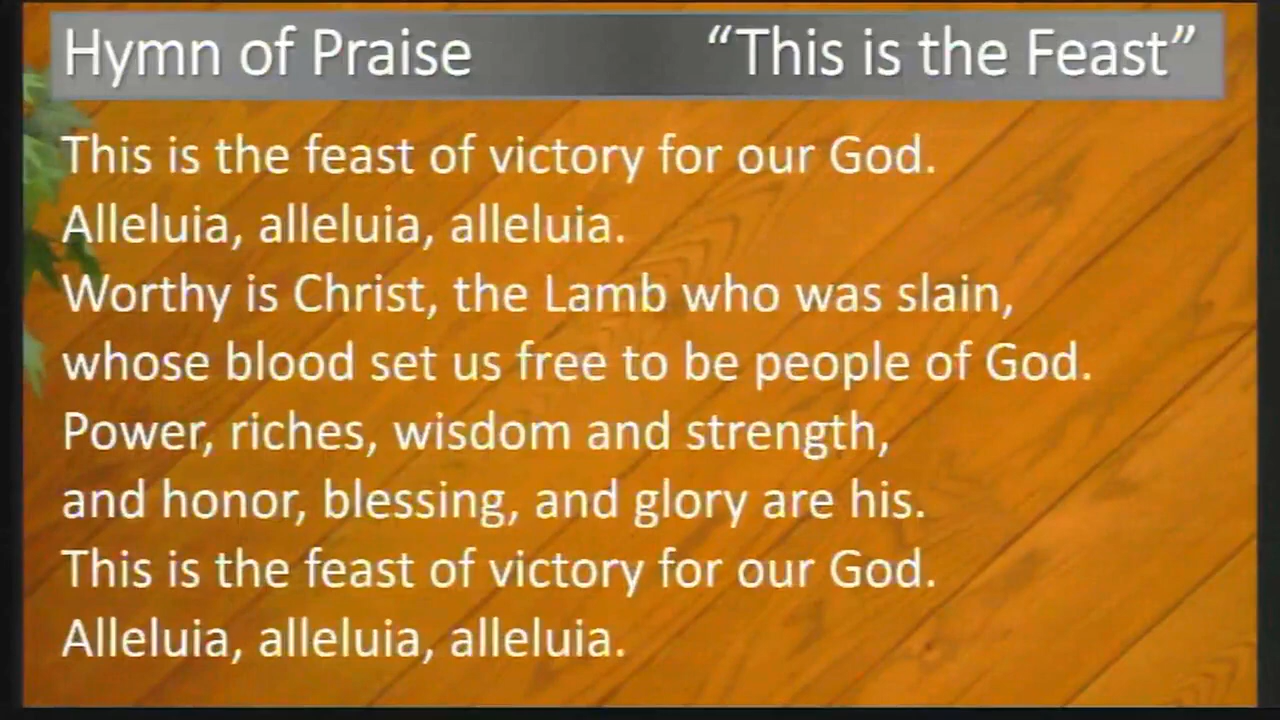 Hymn of Praise “This is the Feast”
This is the feast of victory for our God.
Alleluia, alleluia, alleluia.
Worthy is Christ, the Lamb who was slain,
whose blood set us free to be people of God.
Power, riches, wisdom and strength,
and honor, blessing, and glory are his.
This is the feast of victory for our God.
Alleluia, alleluia, alleluia.